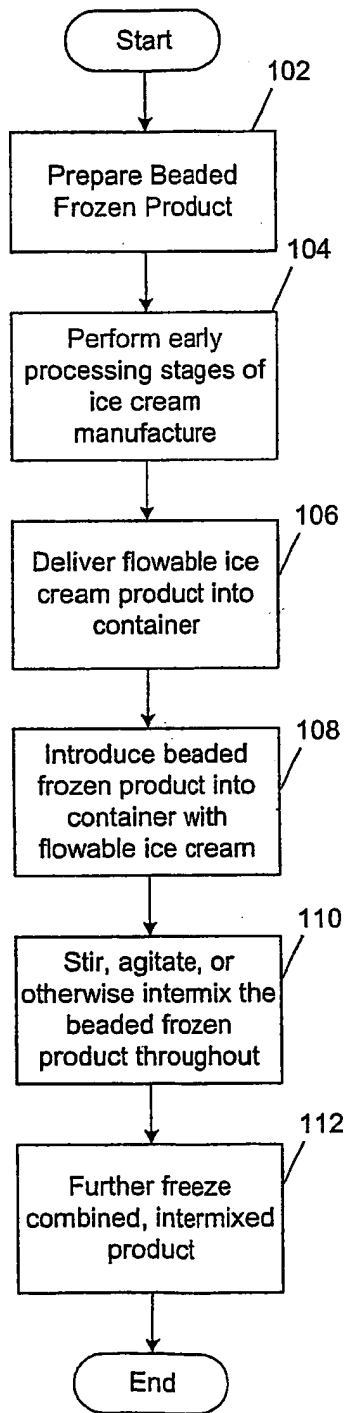 Start
102
Prepare Beaded
Frozen Product
104
Perform early
processing stages of
ice cream
manufacture
106
Deliver flowable ice
cream product into
container
108
Introduce beaded
frozen product into
container with
flowable ice cream
110
Stir, agitate, or
otherwise intermix the
beaded frozen
product throughout
112
Further freeze
combined, intermixed
product
End